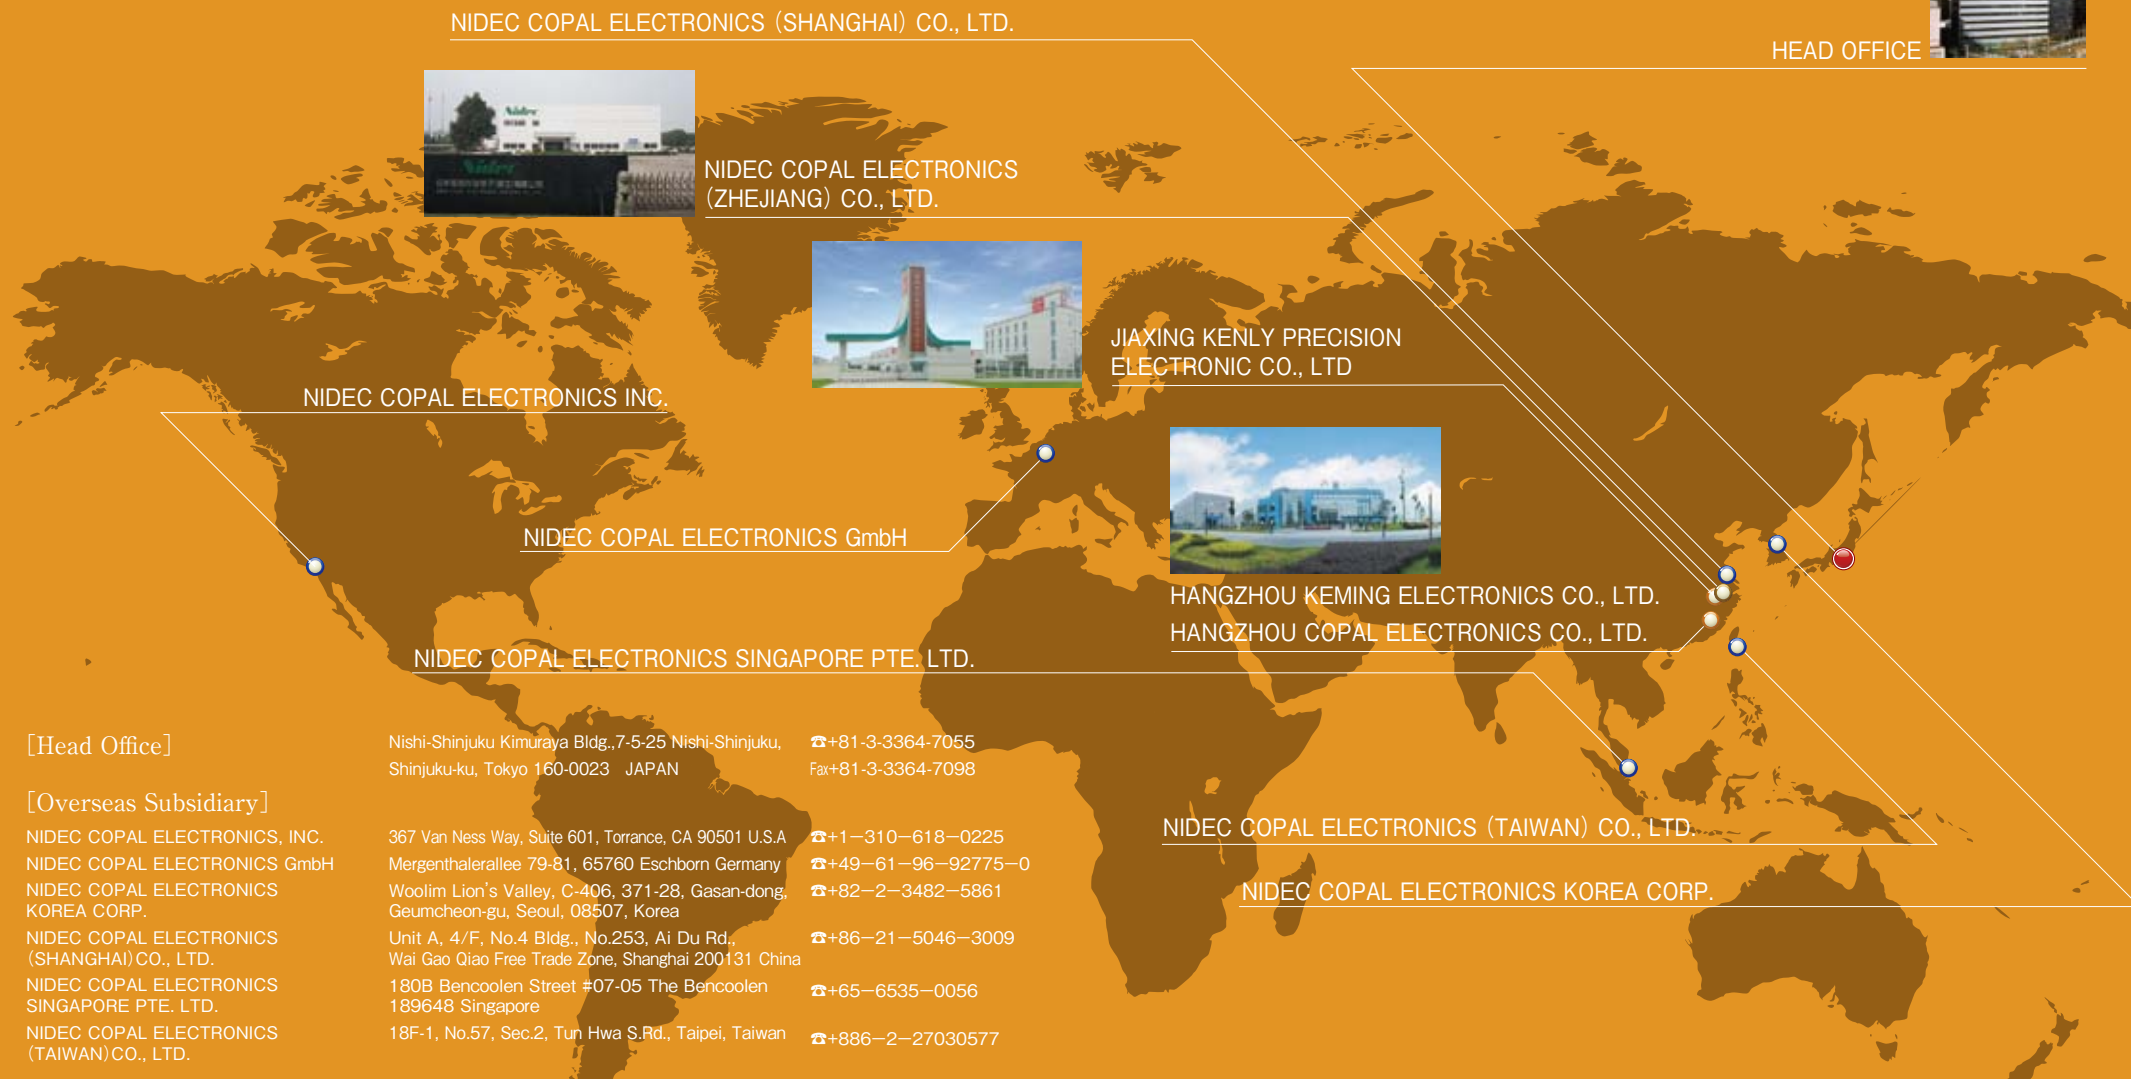 NIDEC COPAL ELECTRONICS (SHANGHAI) CO., LTD.
HEAD OFFICE
Nidec
Nidec
NIDEC COPAL ELECTRONICS
(ZHEJIANG) CO., LTD.
JIAXING KENLY PRECISION
ELECTRONIC CO., LTD
NIDEC COPAL ELECTRONICS INC.
NIDEC COPAL ELECTRONICS GmbH
HANGZHOU KEMING ELECTRONICS CO., LTD.
HANGZHOU COPAL ELECTRONICS CO., LTD.
NIDEC COPAL ELECTRONICS SINGAPORE PTE. LTD.
NIDEC COPAL ELECTRONICS (TAIWAN) CO., LTD.
NIDEC COPAL ELECTRONICS KOREA CORP.
[Head Office]
Nishi-Shinjuku Kimuraya Bldg.,7-5-25 Nishi-Shinjuku, ☎+81-3-3364-7055
Shinjuku-ku, Tokyo 160-0023 JAPAN Fax+81-3-3364-7098
[Overseas Subsidiary]
NIDEC COPAL ELECTRONICS, INC. 367 Van Ness Way, Suite 601, Torrance, CA 90501 U.S.A ☎+1−310−618−0225
NIDEC COPAL ELECTRONICS GmbH Mergenthalerallee 79-81, 65760 Eschborn Germany ☎+49−61−96−92775−0
NIDEC COPAL ELECTRONICS Woolim Lion's Valley, C-406, 371-28, Gasan-dong, ☎+82−2−3482−5861
KOREA CORP. Geumcheon-gu, Seoul, 08507, Korea
NIDEC COPAL ELECTRONICS Unit A, 4/F, No.4 Bldg., No.253, Ai Du Rd., ☎+86−21−5046−3009
(SHANGHAI)CO., LTD. Wai Gao Qiao Free Trade Zone, Shanghai 200131 China
NIDEC COPAL ELECTRONICS 180B Bencoolen Street #07-05 The Bencoolen ☎+65−6535−0056
SINGAPORE PTE. LTD. 189648 Singapore
NIDEC COPAL ELECTRONICS 18F-1, No.57, Sec.2, Tun Hwa S.Rd., Taipei, Taiwan ☎+886−2−27030577
(TAIWAN)CO., LTD.